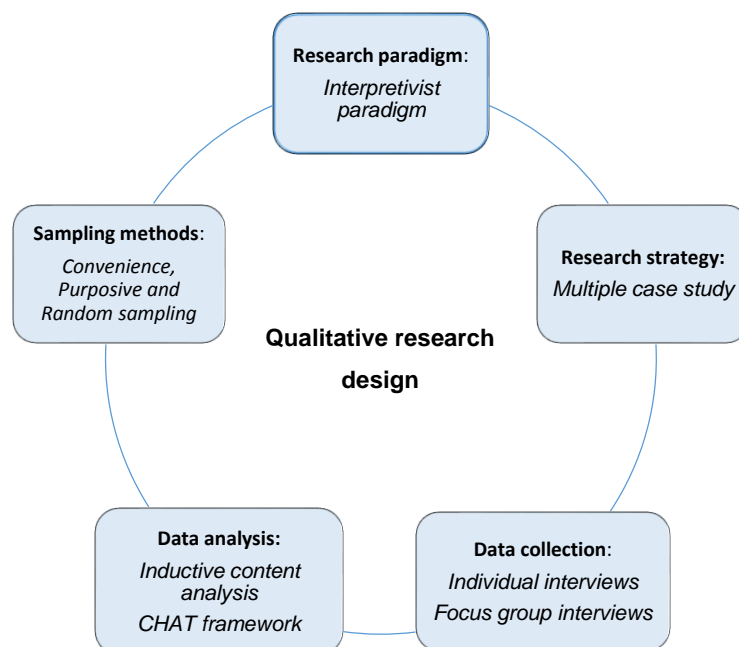 Research paradigm:
Interpretivist
paradigm
Research strategy:
Multiple case study
Data collection:
Individual interviews
Focus group interviews
Data analysis:
Inductive content
analysis
CHAT framework
Sampling methods:
Convenience,
Purposive and
Random sampling
Qualitative research
design